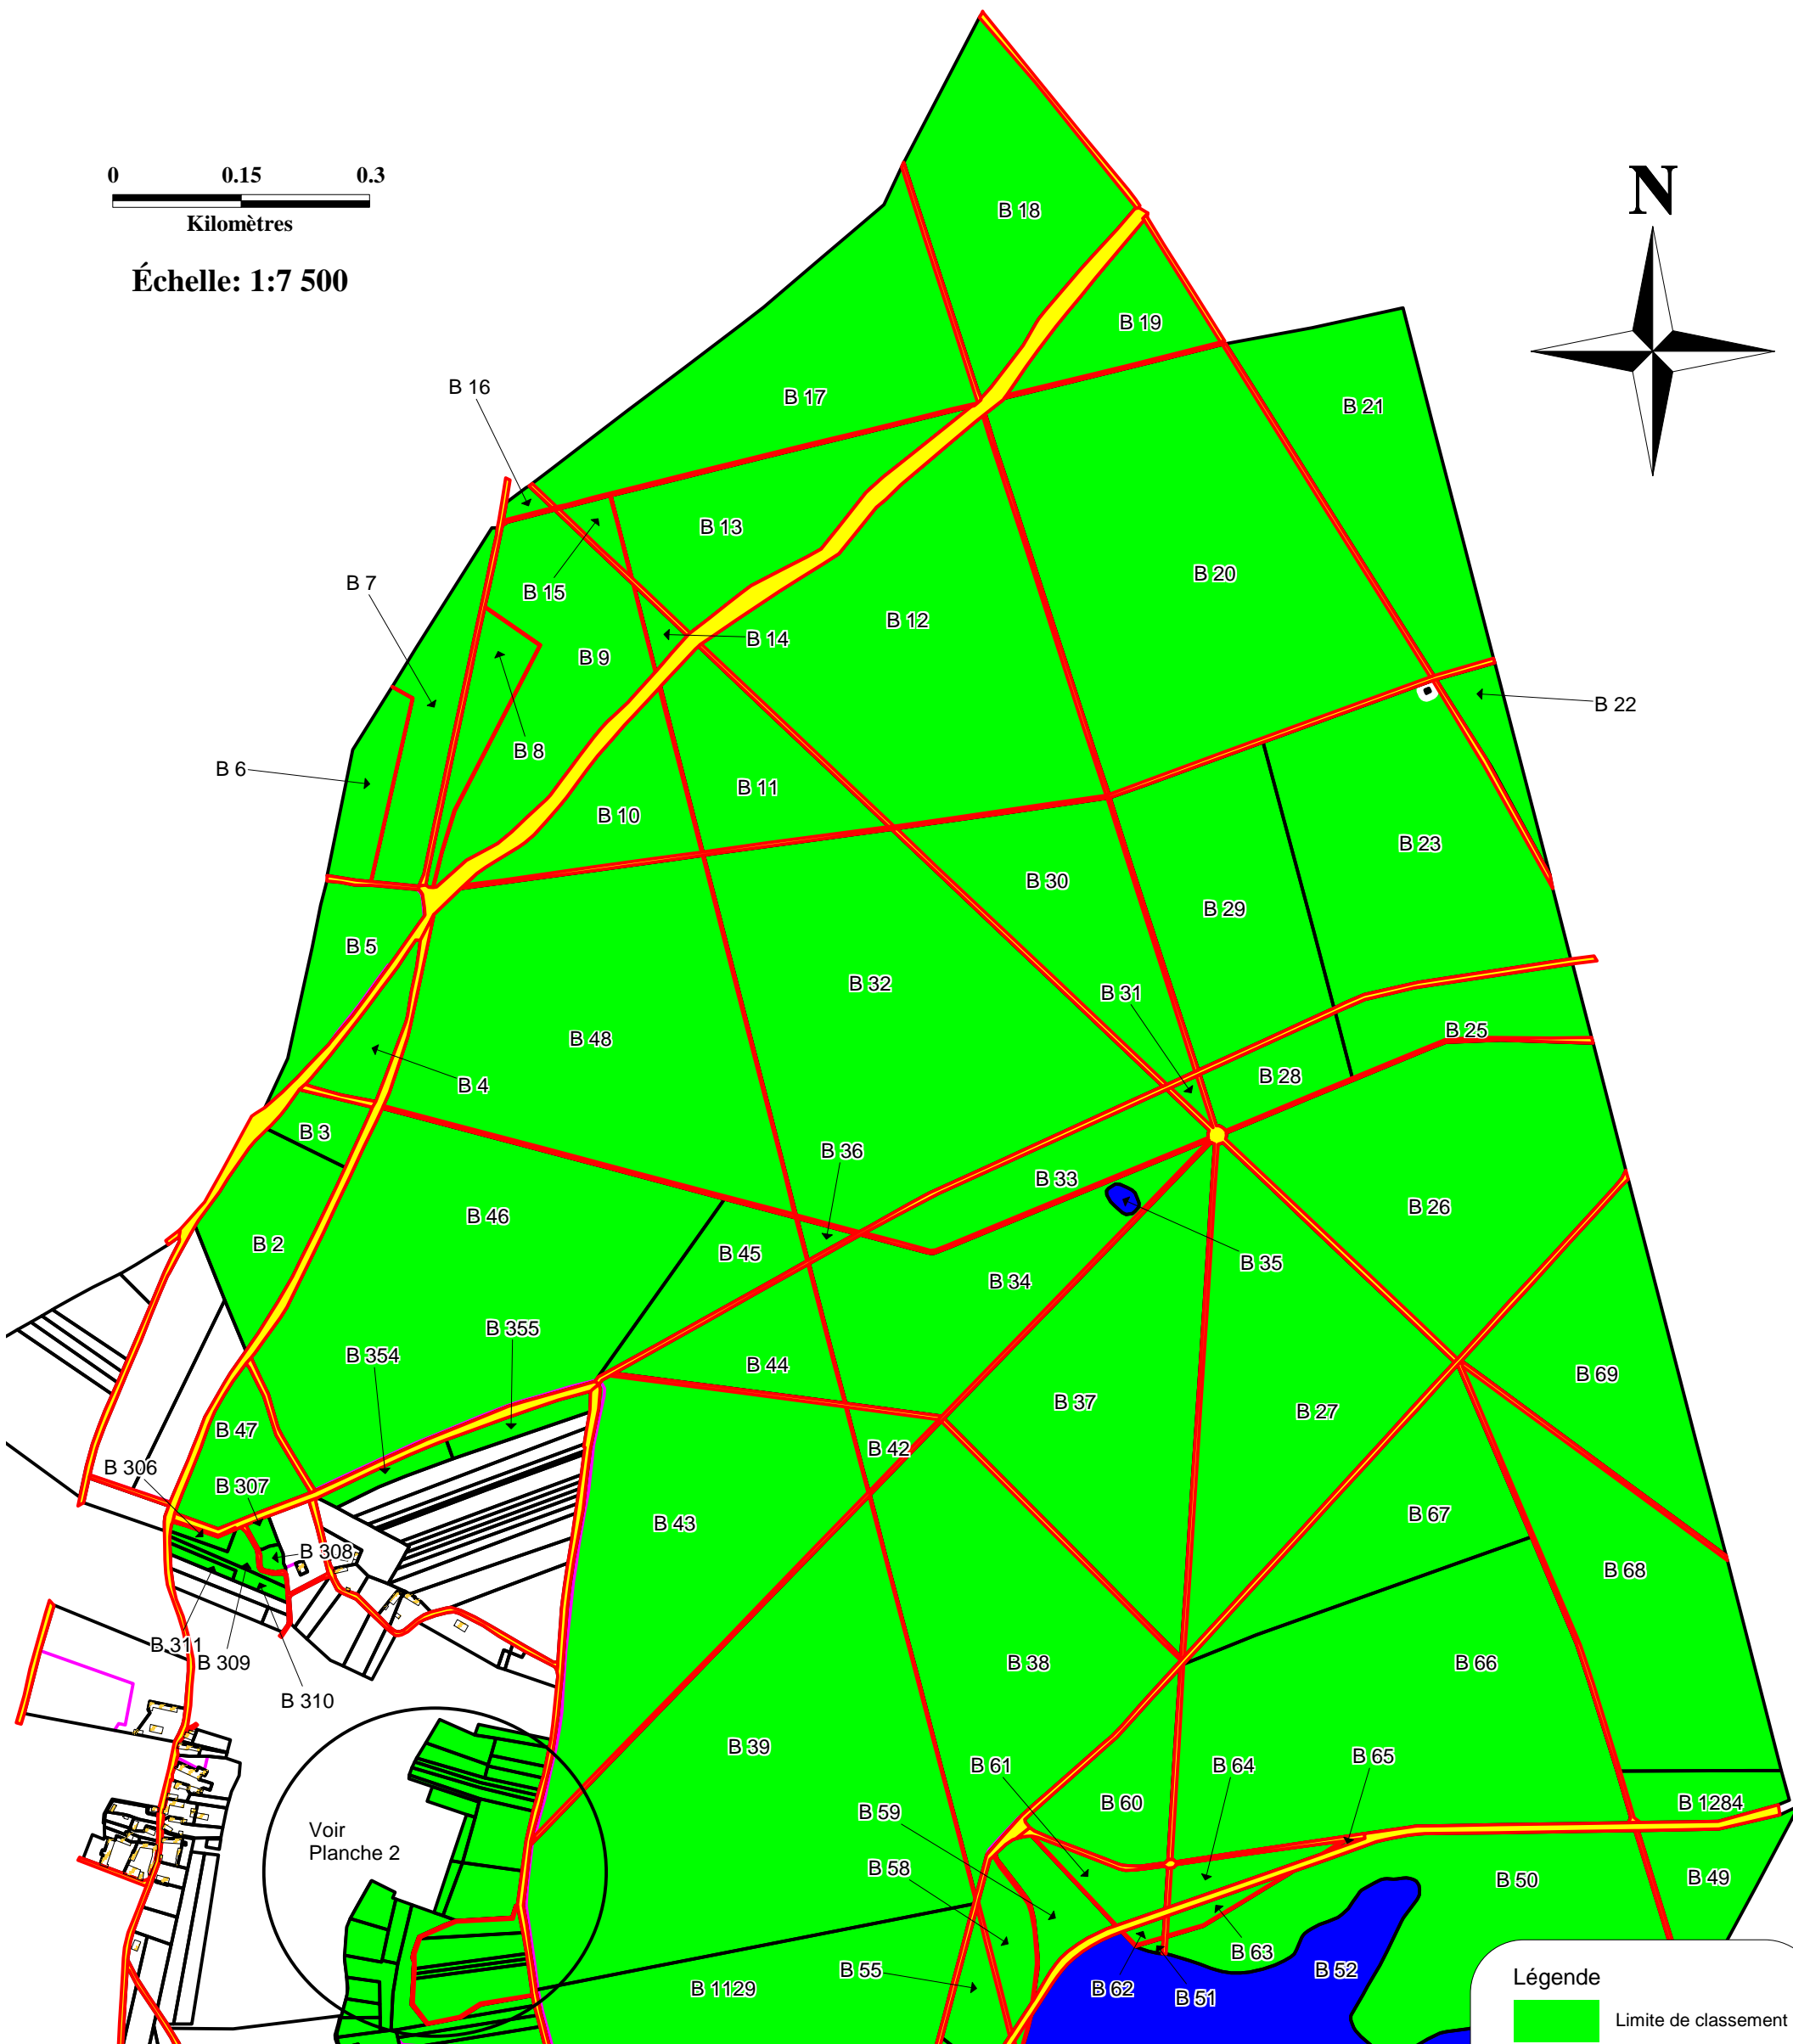 0 0.15 0.3
Kilomètres
Échelle: 1:7 500
N
B 18
B 19
B 16
B 17
B 21
B 13
B 7
B 15
B 20
B 12
B 14
B 9
B 22
B 8
B 6
B 11
B 10
B 23
B 30
B 29
B 5
B 32
B 31
B 48
B 25
B 4
B 28
B 3
B 36
B 33
B 26
B 46
B 2
B 45
B 35
B 34
B 355
B 354
B 44
B 69
B 37
B 27
B 47
B 42
B 306
B 307
B 67
B 43
B 308
B 68
B 311
B 309
B 38
B 66
B 310
B 39
B 65
B 61
B 64
B 60
B 1284
B 59
Voir
Planche 2
B 58
B 50
B 49
B 63
B 55
B 52
B 1129
B 62
B 51
Légende
Limite de classement